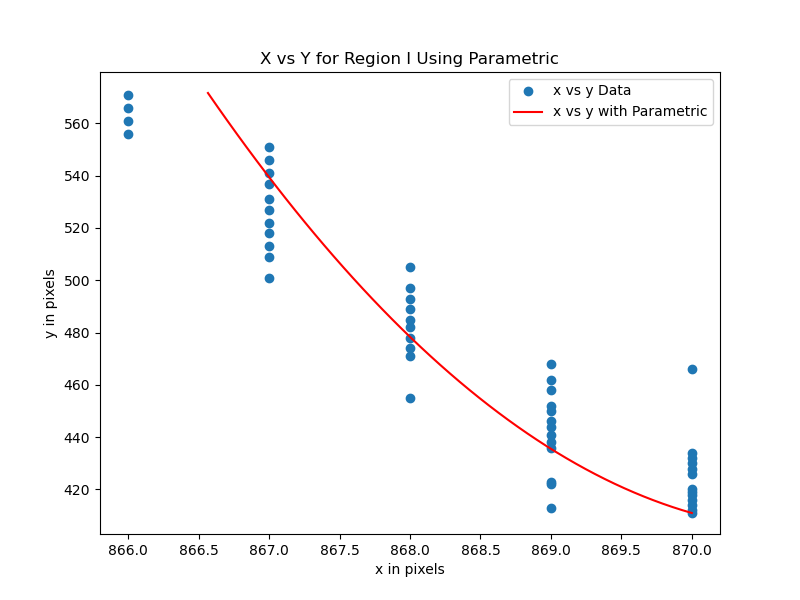 X vs Y for Region I Using Parametric
x vs y Data
x vs y with Parametric
560
540
520
500
480
460
440
420
y in pixels
866.0 866.5 867.0 867.5 868.0 868.5 869.0 869.5 870.0
x in pixels